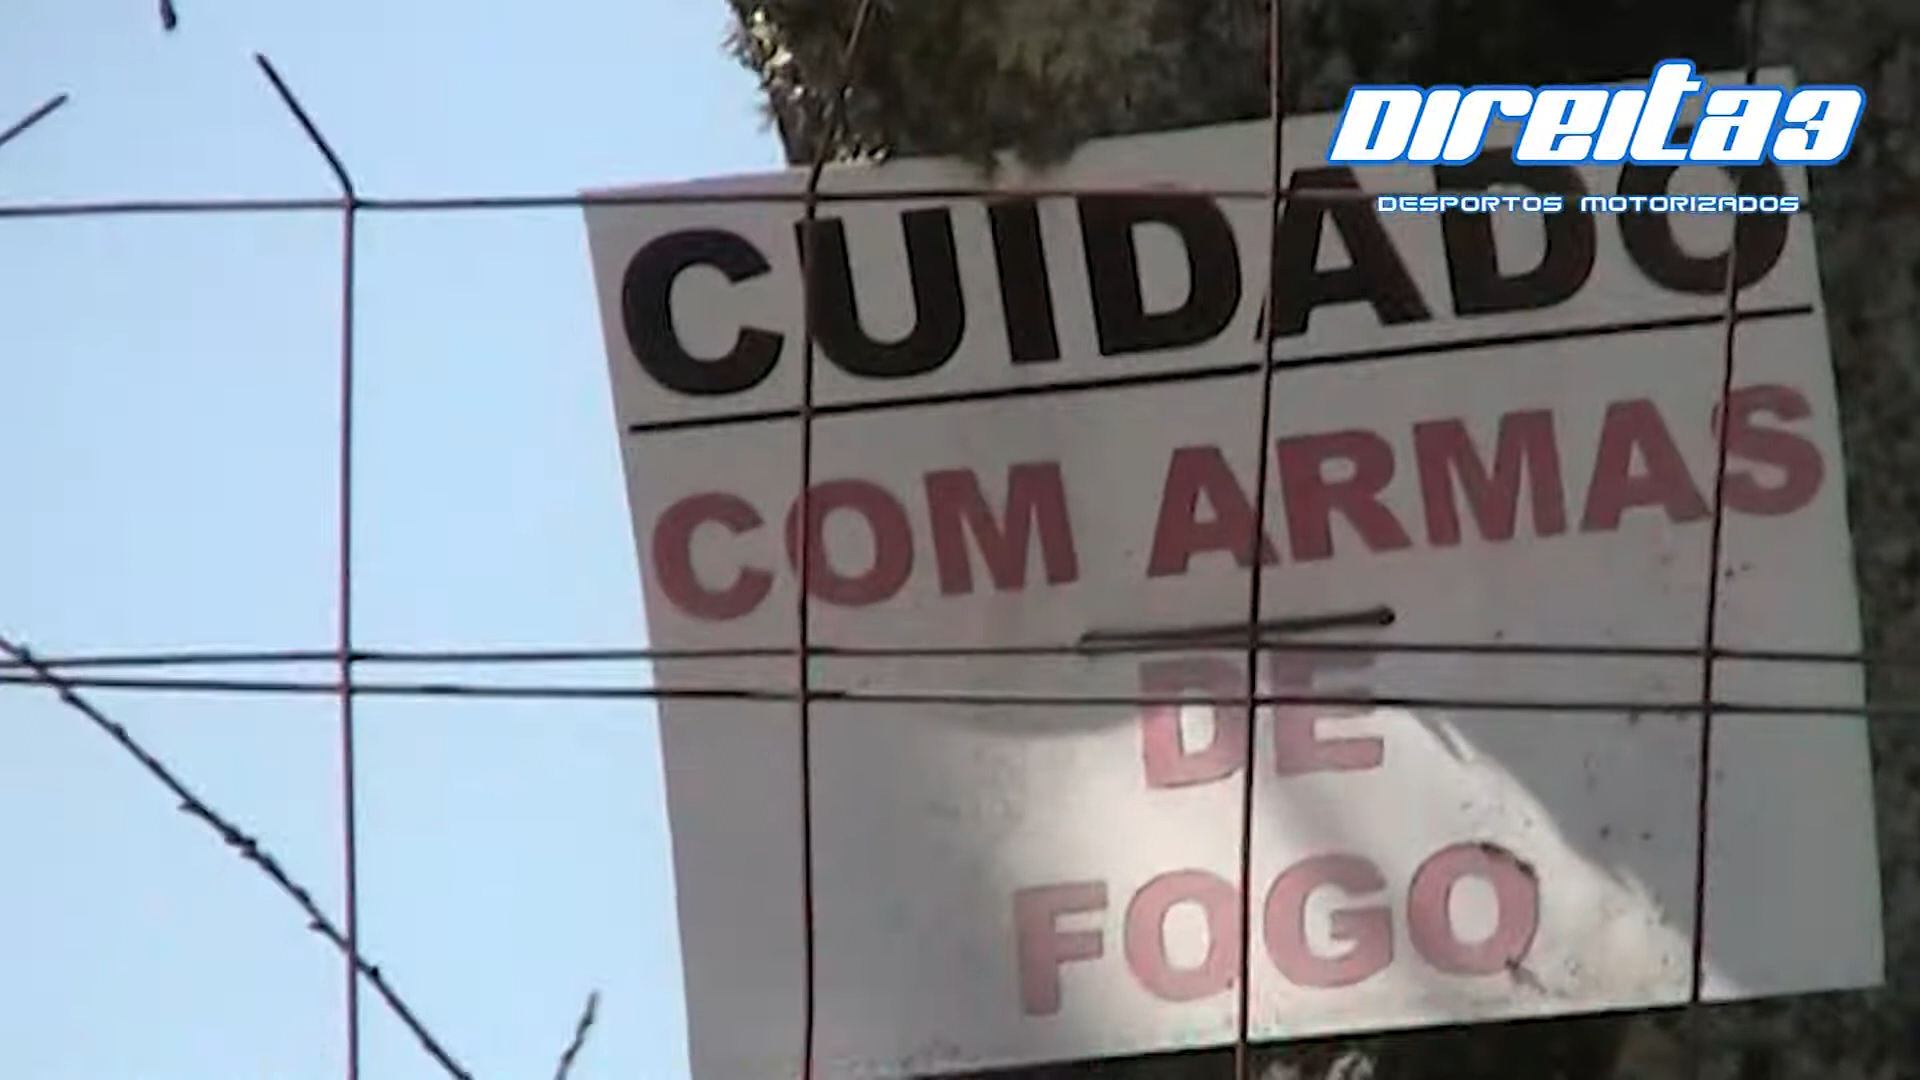 DIREITA3
DESPORTOS MOTORIZADOS
CUIDADO
COM ARMAS
DE
FOGO